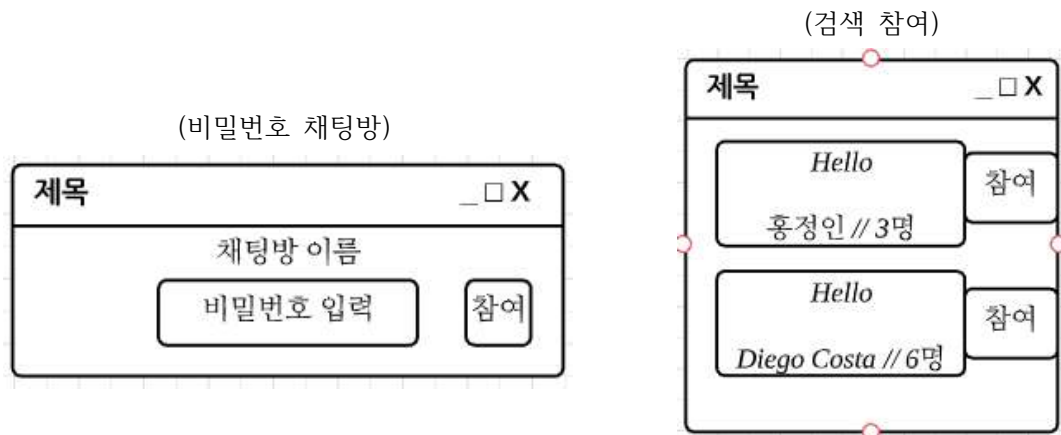 (비밀번호 채팅방)
제목 _ □ X
채팅방 이름
비밀번호 입력 참여
(검색 참여)
제목 _ □ X
Hello
참여
홍정인 // 3명
Hello
참여
Diego Costa // 6명